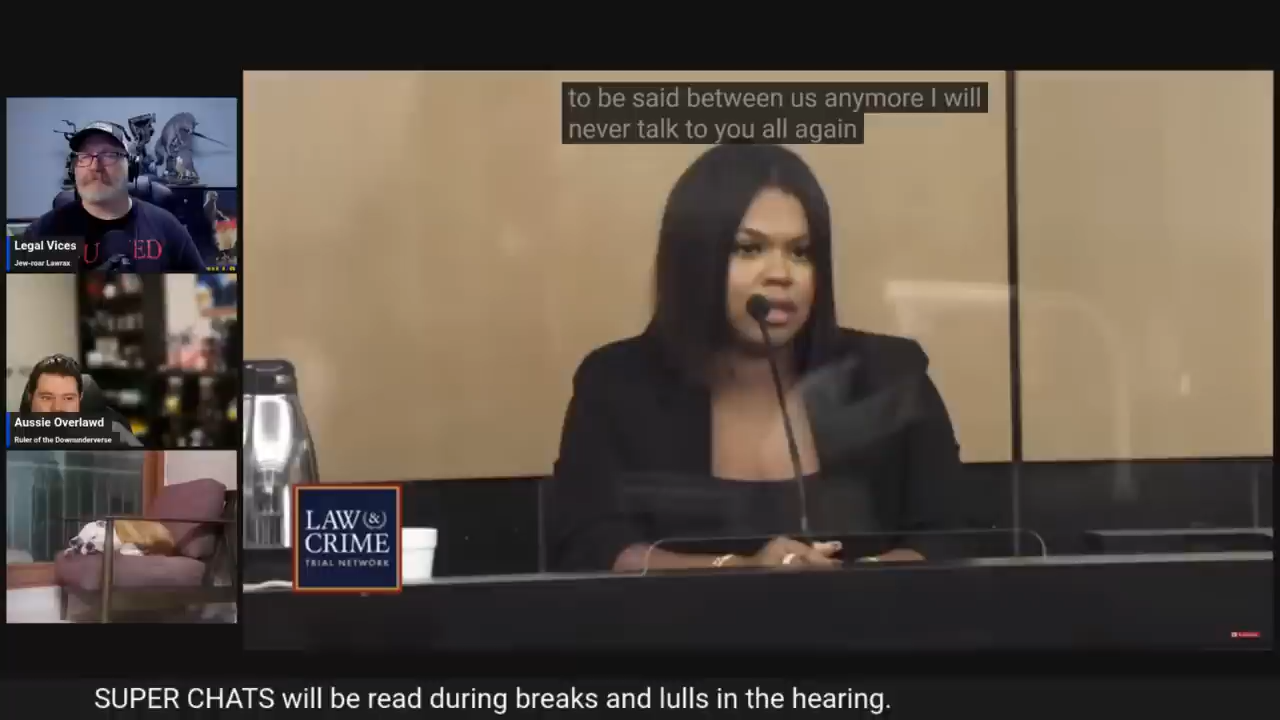 to be said between us anymore I will
never talk to you all again
Legal Vices
Jew-roar Lawrax
Aussie Overlawd
Ruler of the Downunderverse
LAW & CRIME
TRIAL NETWORK
SUPER CHATS will be read during breaks and lulls in the hearing.